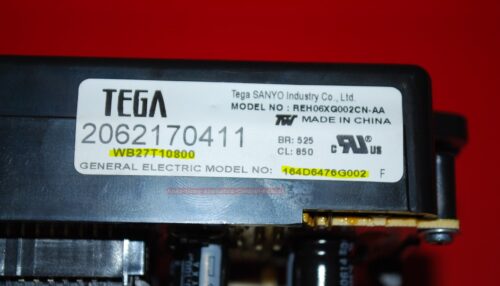 TEGA
Tega SANYO Industry Co., Ltd.
MODEL NO : REH06XG002CN-AA
MADE IN CHINA
2062170411
BR: 525
CL: 850
WB27T10800
GENERAL ELECTRIC MODEL NO: 164D6476G002 F